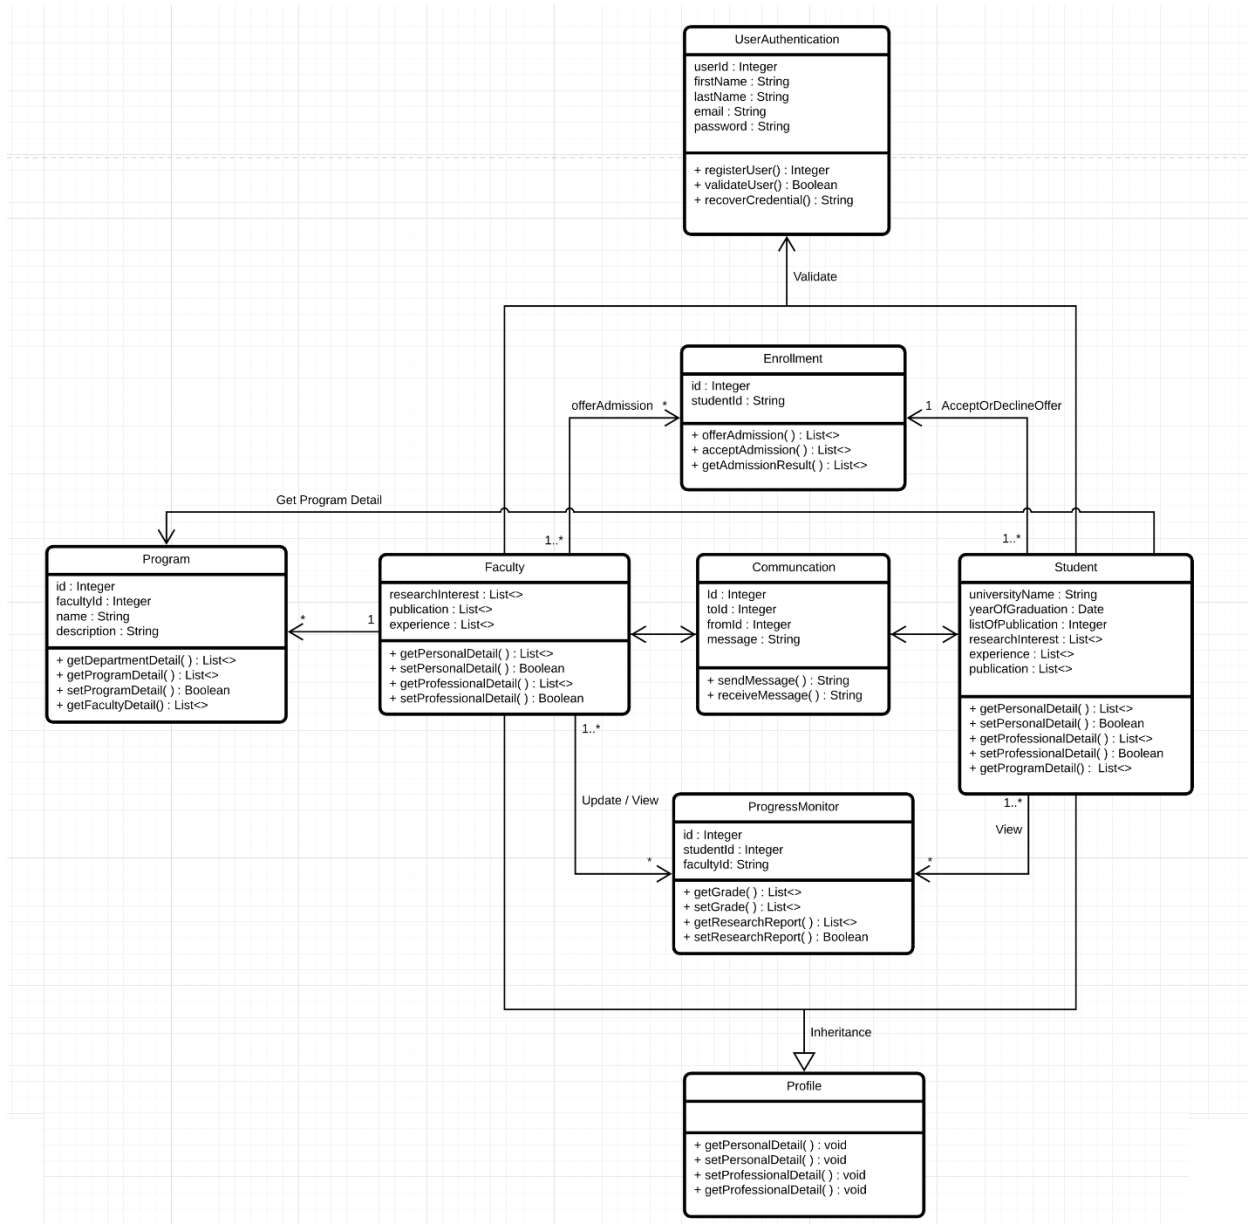 UserAuthentication
userId : Integer
firstName : String
lastName : String
email : String
password : String
+ registerUser() : Integer
+ validateUser() : Boolean
+ recoverCredential() : String
Validate
Enrollment
id : Integer
studentId : String
+ offerAdmission( ) : List<>
+ acceptAdmission( ) : List<>
+ getAdmissionResult( ) : List<>
offerAdmission *
1 AcceptOrDeclineOffer
Get Program Detail
1..*
1..*
Program
id : Integer
facultyId : Integer
name : String
description : String
+ getDepartmentDetail( ) : List<>
+ getProgramDetail( ) : List<>
+ setProgramDetail( ) : Boolean
+ getFacultyDetail() : List<>
*
1
Faculty
researchInterest : List<>
publication : List<>
experience : List<>
+ getPersonalDetail( ) : List<>
+ setPersonalDetail( ) : Boolean
+ getProfessionalDetail( ) : List<>
+ setProfessionalDetail( ) : Boolean
Communcation
Id : Integer
toId : Integer
fromId : Integer
message : String
+ sendMessage( ) : String
+ receiveMessage( ) : String
Student
universityName : String
yearOfGraduation : Date
listOfPublication : Integer
researchInterest : List<>
experience : List<>
publication : List<>
+ getPersonalDetail( ) : List<>
+ setPersonalDetail( ) : Boolean
+ getProfessionalDetail( ) : List<>
+ setProfessionalDetail( ) : Boolean
+ getProgramDetail() : List<>
1..*
Update / View
*
1..*
View
*
ProgressMonitor
id : Integer
studentId : Integer
facultyId: String
+ getGrade( ) : List<>
+ setGrade( ) : List<>
+ getResearchReport( ) : List<>
+ setResearchReport( ) : Boolean
Inheritance
Profile
+ getPersonalDetail( ) : void
+ setPersonalDetail( ) : void
+ setProfessionalDetail( ) : void
+ getProfessionalDetail( ) : void